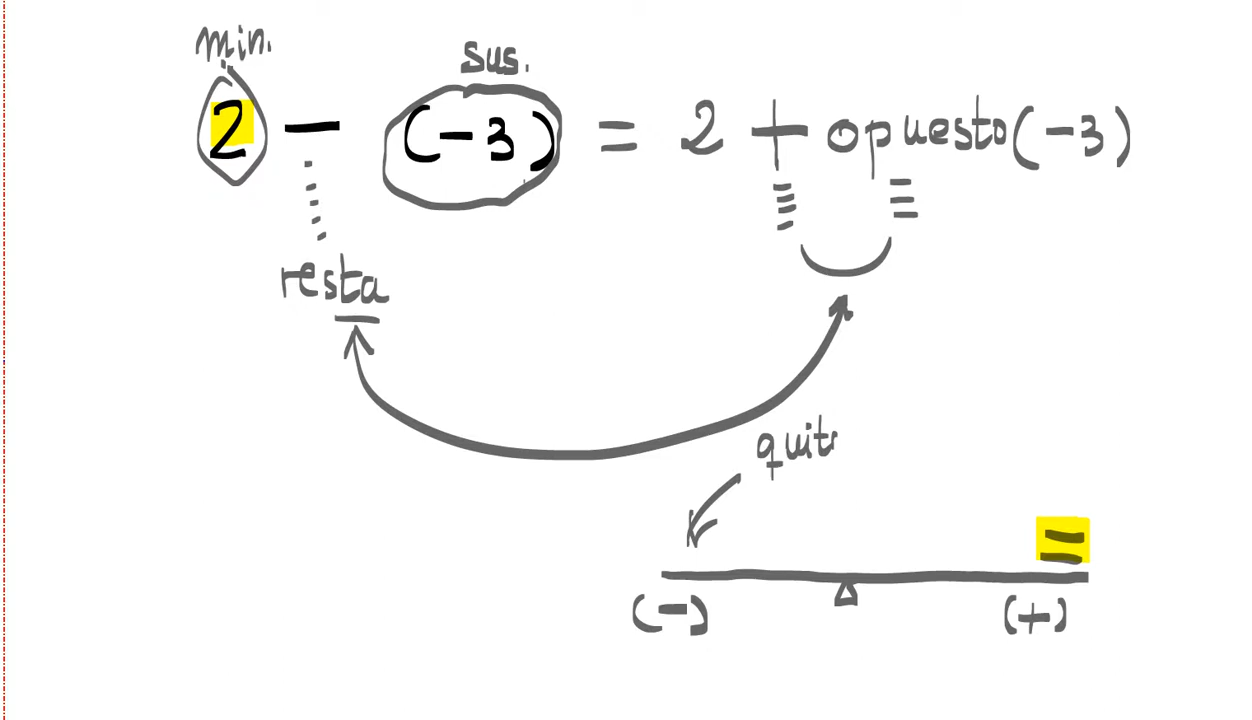 min.
sus.
2 − (−3) = 2 + opuesto(−3)
resta
quit
(−) (+)